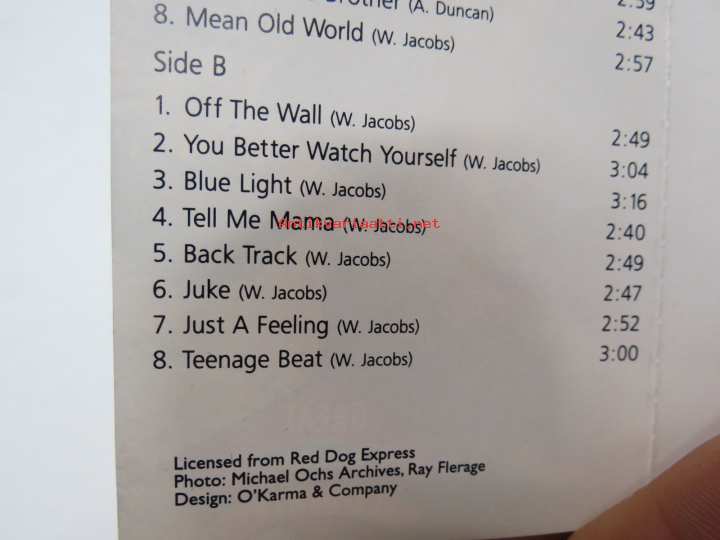 Brother (A. Duncan) 2:43
8. Mean Old World (W. Jacobs) 2:57
Side B
1. Off The Wall (W. Jacobs) 2:49
2. You Better Watch Yourself (W. Jacobs) 3:04
3. Blue Light (W. Jacobs) 3:16
4. Tell Me Mama (W. Jacobs) 2:40
5. Back Track (W. Jacobs) 2:49
6. Juke (W. Jacobs) 2:47
7. Just A Feeling (W. Jacobs) 2:52
8. Teenage Beat (W. Jacobs) 3:00
Licensed from Red Dog Express
Photo: Michael Ochs Archives, Ray Flerage
Design: O'Karma & Company